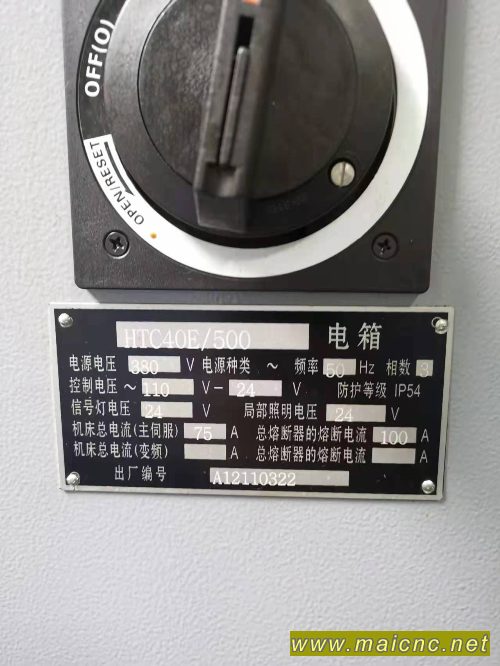 OFF(O)
OPEN/RESET
HTC40E/500 电箱
电源电压 380 V 电源种类 ~ 频率 50 Hz 相数 3
控制电压~ 110 V— 24 V 防护等级 IP54
信号灯电压 24 V 局部照明电压 24 V
机床总电流(主伺服) 75 A 总熔断器的熔断电流 100 A
机床总电流(变频) A 总熔断器的熔断电流 A
出厂编号 A12110322
www.maicnc.net